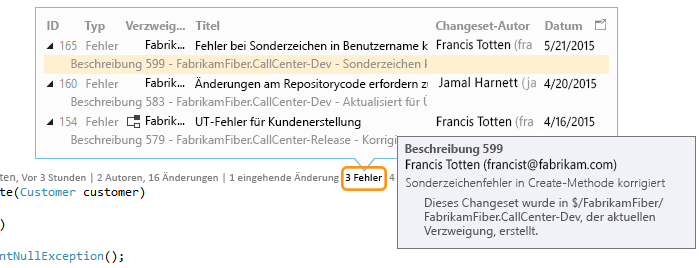 ID Typ Verzweig... Titel Changeset-Autor Datum
165 Fehler Fabrik... Fehler bei Sonderzeichen in Benutzername k Francis Totten (fra 5/21/2015
Beschreibung 599 - FabrikamFiber.CallCenter-Dev - Sonderzeichen k
160 Fehler Fabrik... Änderungen am Repositorycode erfordern zu Jamal Harnett (ja 4/20/2015
Beschreibung 583 - FabrikamFiber.CallCenter-Dev - Aktualisiert für
154 Fehler Fabrik... UT-Fehler für Kundenerstellung Francis Totten (fra 4/16/2015
Beschreibung 579 - FabrikamFiber.CallCenter-Release - Korrigie
Beschreibung 599
Francis Totten (francist@fabrikam.com)
Sonderzeichenfehler in Create-Methode korrigiert
Dieses Changeset wurde in $/FabrikamFiber/
FabrikamFiber.CallCenter-Dev, der aktuellen
Verzweigung, erstellt.
ten, Vor 3 Stunden | 2 Autoren, 16 Änderungen | 1 eingehende Änderung 3 Fehler 4
te(Customer customer)
)
ntNullException();